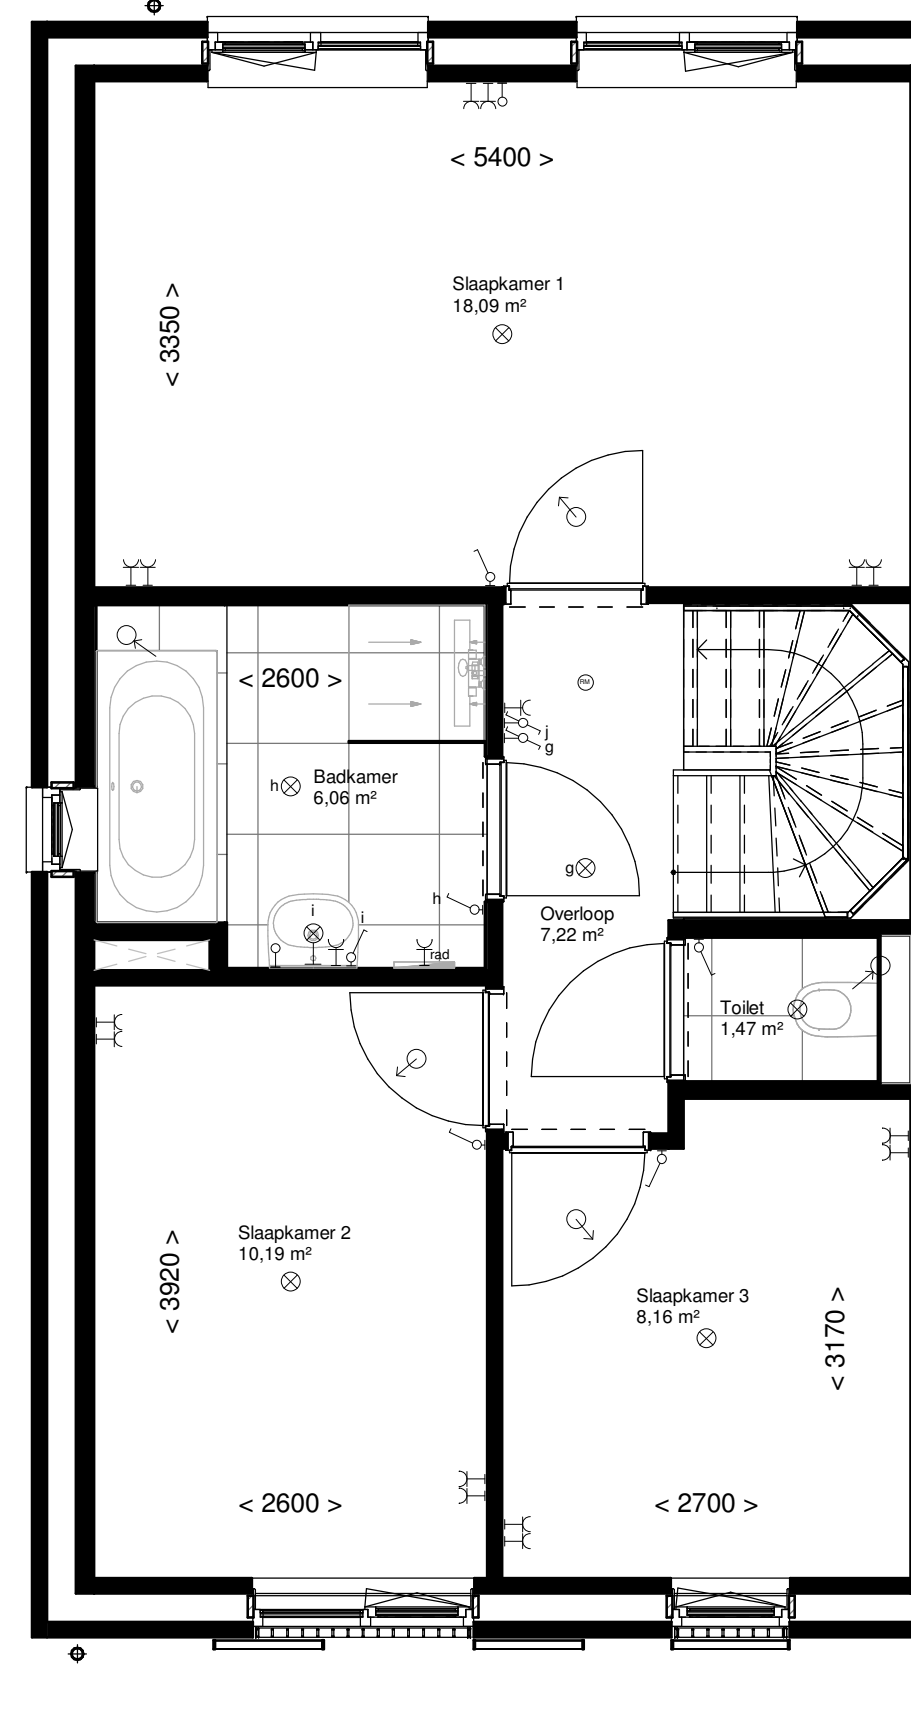 < 5400 >
Slaapkamer 1
18,09 m²
< 3350 >
< 2600 >
RM
j
g
h
Badkamer
6,06 m²
g
h
i
i
rad
Overloop
7,22 m²
Toilet
1,47 m²
Slaapkamer 2
10,19 m²
< 3920 >
Slaapkamer 3
8,16 m²
< 3170 >
< 2600 >
< 2700 >